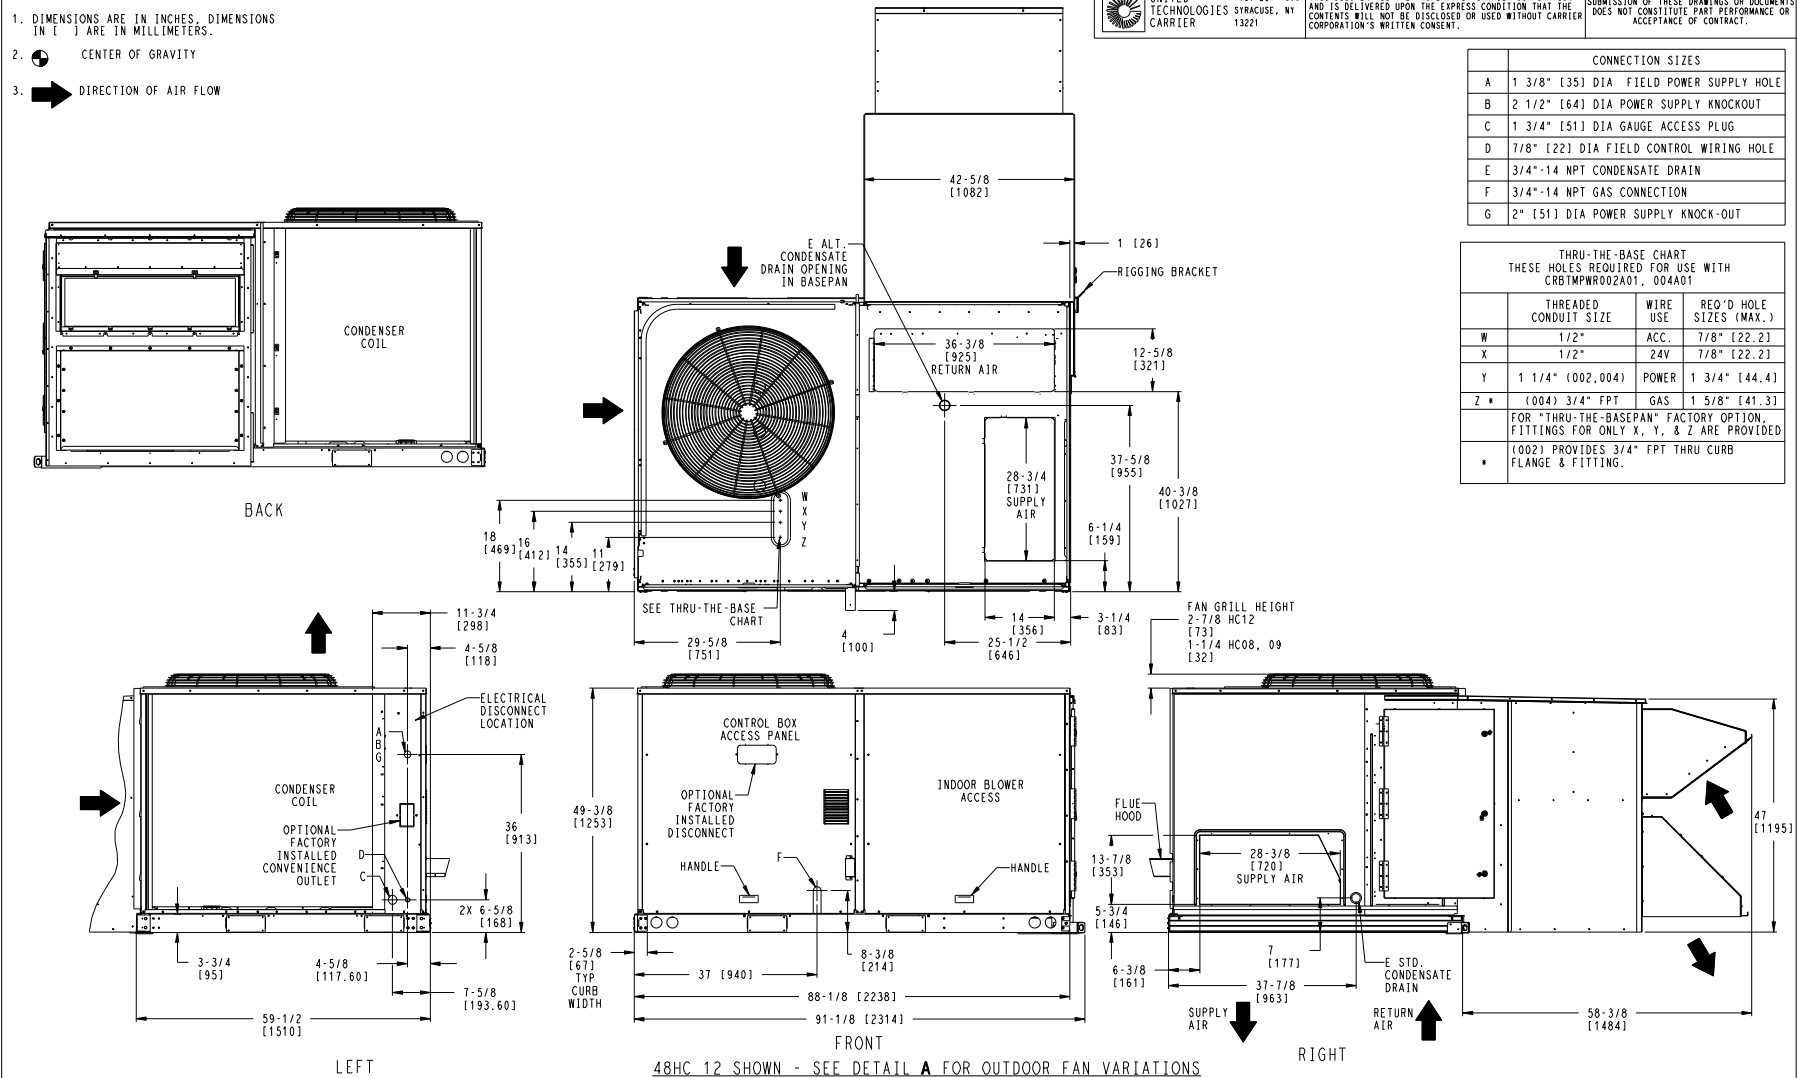 1. DIMENSIONS ARE IN INCHES, DIMENSIONS
IN [ ] ARE IN MILLIMETERS.
2. CENTER OF GRAVITY
3. DIRECTION OF AIR FLOW
TECHNOLOGIES SYRACUSE, NY
CARRIER 13221
AND IS DELIVERED UPON THE EXPRESS CONDITION THAT THE
CONTENTS WILL NOT BE DISCLOSED OR USED WITHOUT CARRIER
CORPORATION'S WRITTEN CONSENT.
SUBMISSION OF THESE DRAWINGS OR DOCUMENTS
DOES NOT CONSTITUTE PART PERFORMANCE OR
ACCEPTANCE OF CONTRACT.
CONNECTION SIZES
A 1 3/8" [35] DIA FIELD POWER SUPPLY HOLE
B 2 1/2" [64] DIA POWER SUPPLY KNOCKOUT
C 1 3/4" [51] DIA GAUGE ACCESS PLUG
D 7/8" [22] DIA FIELD CONTROL WIRING HOLE
E 3/4"-14 NPT CONDENSATE DRAIN
F 3/4"-14 NPT GAS CONNECTION
G 2" [51] DIA POWER SUPPLY KNOCK-OUT
THRU-THE-BASE CHART
THESE HOLES REQUIRED FOR USE WITH
CRBTMPWR002A01, 004A01
THREADED CONDUIT SIZE WIRE USE REQ'D HOLE SIZES (MAX.)
W 1/2" ACC. 7/8" [22.2]
X 1/2" 24V 7/8" [22.2]
Y 1 1/4" (002,004) POWER 1 3/4" [44.4]
Z * (004) 3/4" FPT GAS 1 5/8" [41.3]
FOR "THRU-THE-BASEPAN" FACTORY OPTION,
FITTINGS FOR ONLY X, Y, & Z ARE PROVIDED
* (002) PROVIDES 3/4" FPT THRU CURB
FLANGE & FITTING.
CONDENSER
COIL
BACK
42-5/8
[1082]
1 [26]
RIGGING BRACKET
E ALT.
CONDENSATE
DRAIN OPENING
IN BASEPAN
36-3/8
[925]
RETURN AIR
12-5/8
[321]
28-3/4
[731]
SUPPLY
AIR
37-5/8
[955]
40-3/8
[1027]
6-1/4
[159]
W
X
Y
Z
18
[469]
16
[412]
14
[355]
11
[279]
SEE THRU-THE-BASE
CHART
29-5/8
[751]
4
[100]
14
[356]
3-1/4
[83]
25-1/2
[646]
11-3/4
[298]
4-5/8
[118]
ELECTRICAL
DISCONNECT
LOCATION
A
B
G
CONDENSER
COIL
OPTIONAL
FACTORY
INSTALLED
CONVENIENCE
OUTLET
D
C
36
[913]
2X 6-5/8
[168]
3-3/4
[95]
4-5/8
[117.60]
7-5/8
[193.60]
59-1/2
[1510]
LEFT
CONTROL BOX
ACCESS PANEL
OPTIONAL
FACTORY
INSTALLED
DISCONNECT
INDOOR BLOWER
ACCESS
49-3/8
[1253]
HANDLE
F
HANDLE
2-5/8
[67]
TYP
CURB
WIDTH
37 [940]
8-3/8
[214]
88-1/8 [2238]
91-1/8 [2314]
FRONT
48HC 12 SHOWN - SEE DETAIL A FOR OUTDOOR FAN VARIATIONS
FAN GRILL HEIGHT
2-7/8 HC12
[73]
1-1/4 HC08, 09
[32]
FLUE
HOOD
13-7/8
[353]
28-3/8
[720]
SUPPLY AIR
5-3/4
[146]
47
[1195]
6-3/8
[161]
7
[177]
37-7/8
[963]
E STD.
CONDENSATE
DRAIN
SUPPLY
AIR
RETURN
AIR
58-3/8
[1484]
RIGHT